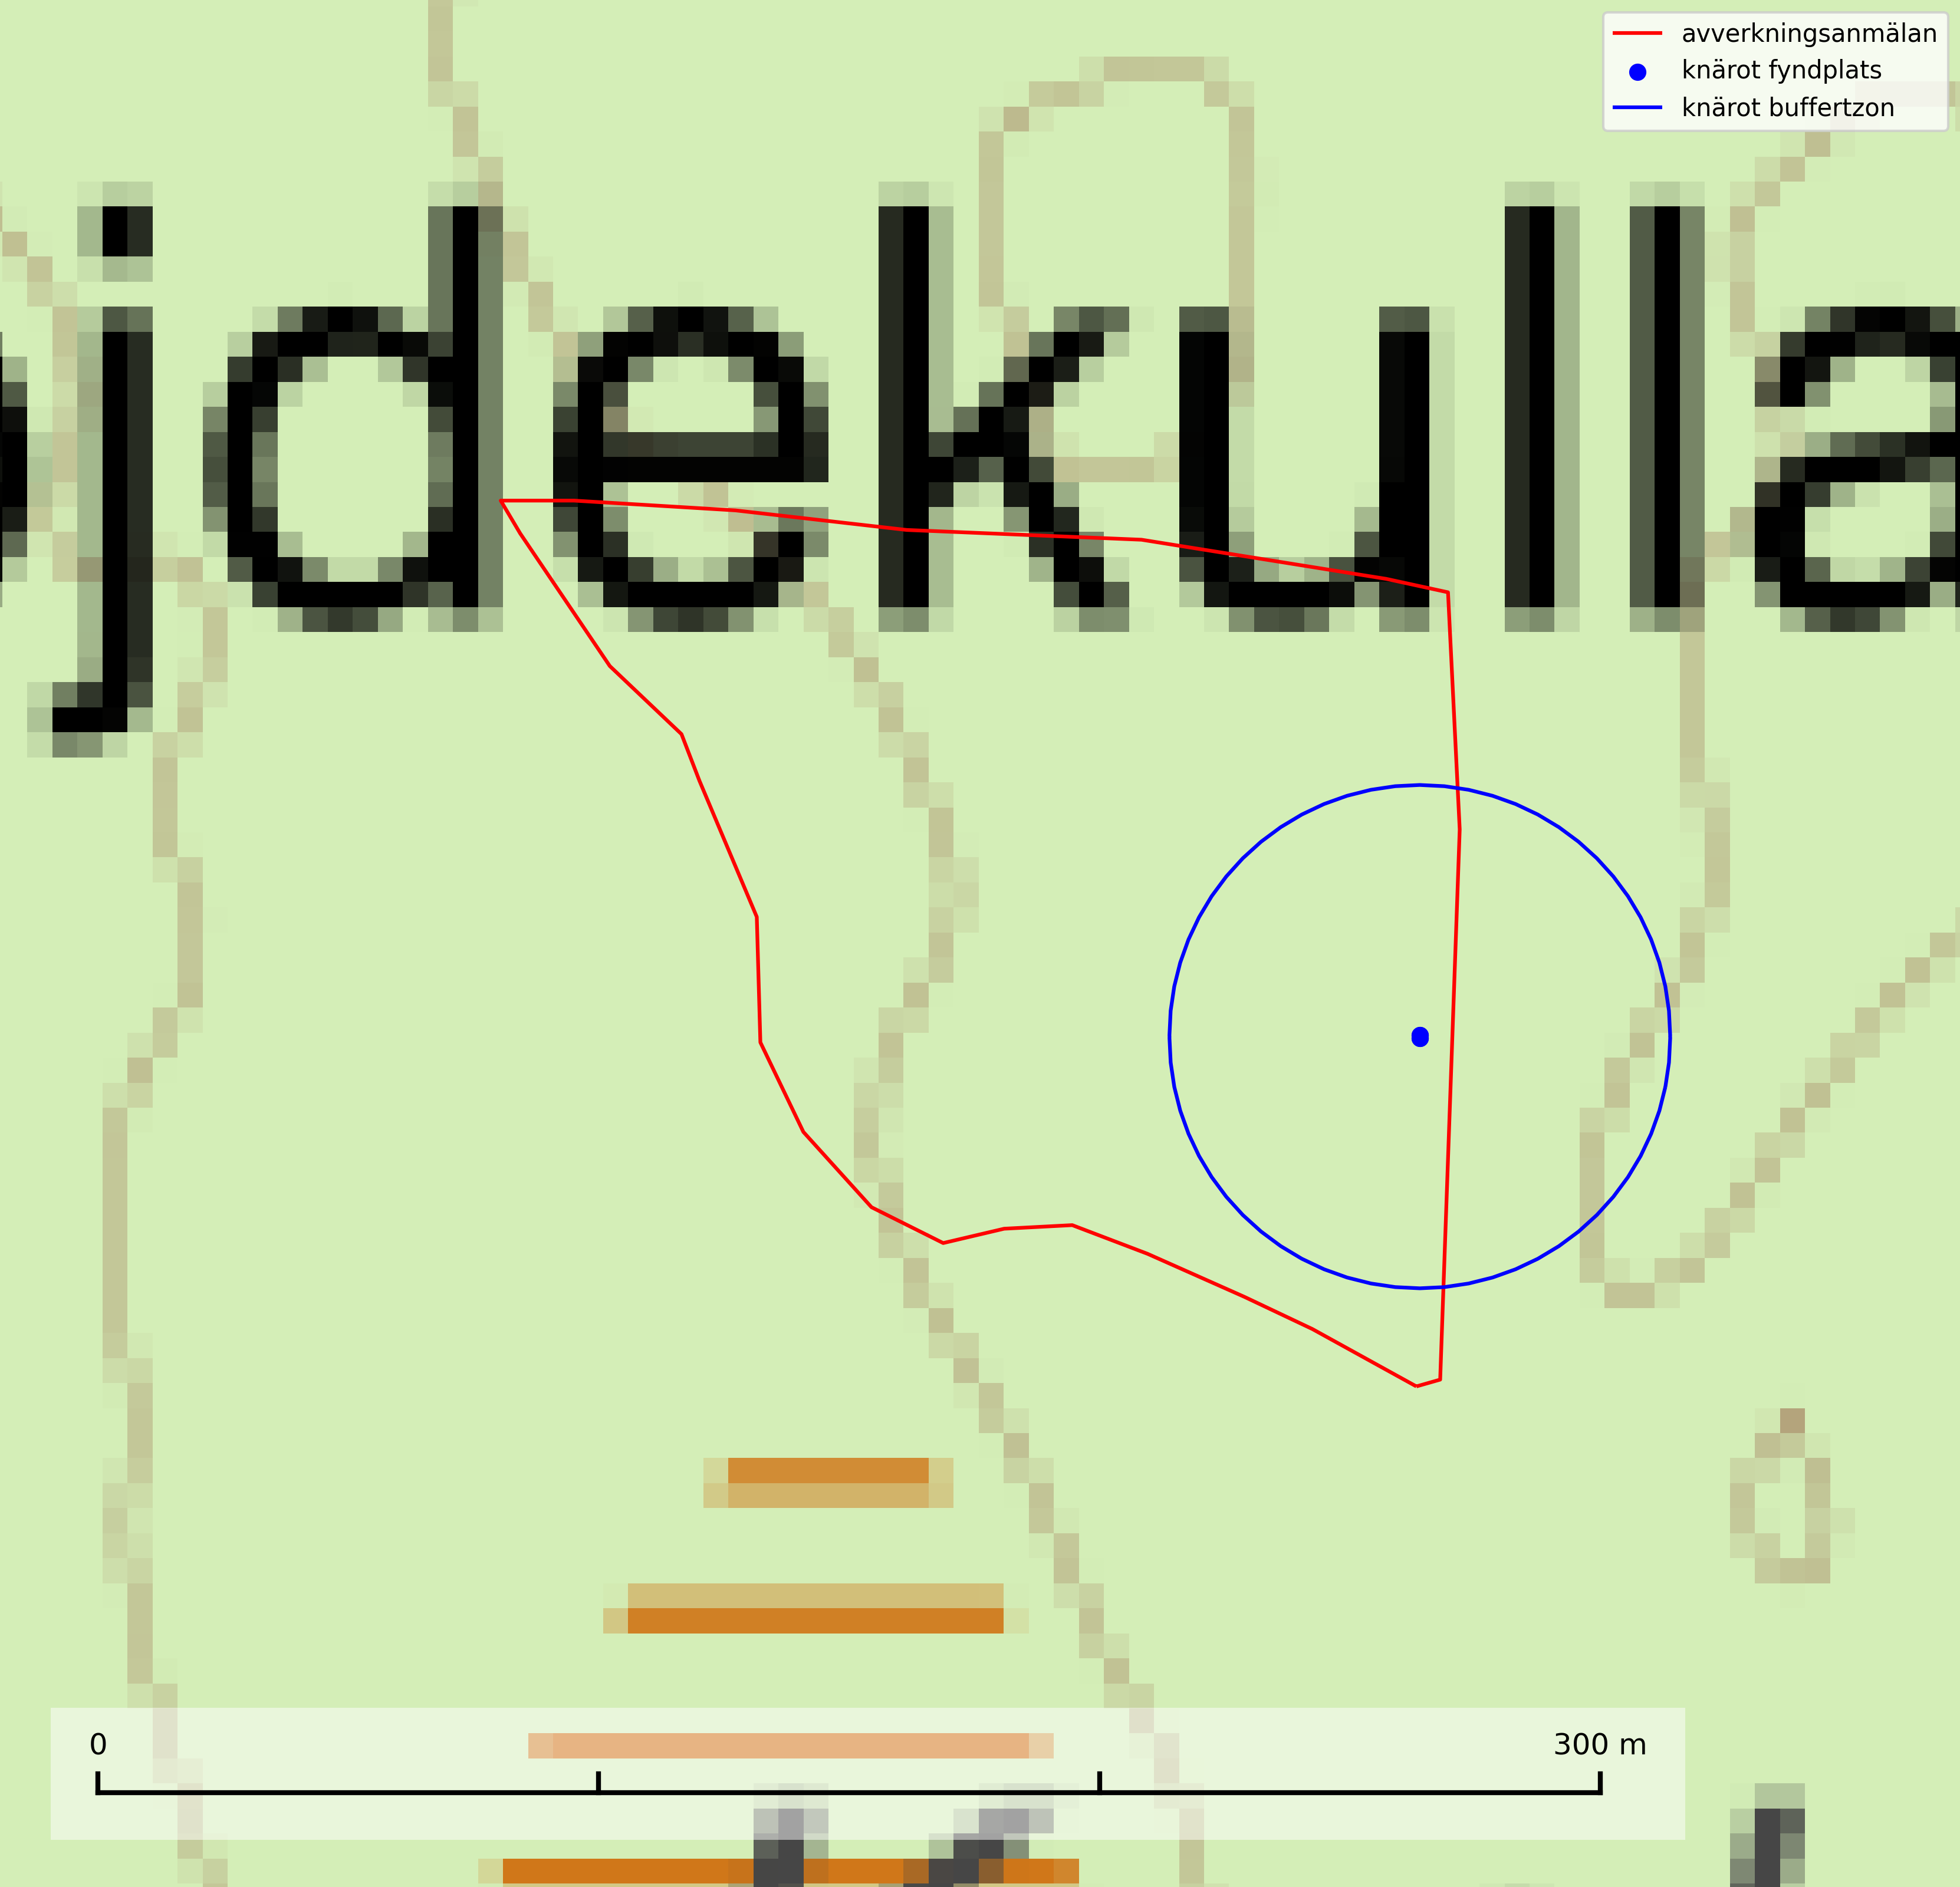 avverkningsanmälan
knärot fyndplats
knärot buffertzon
jdekulla
0 300 m